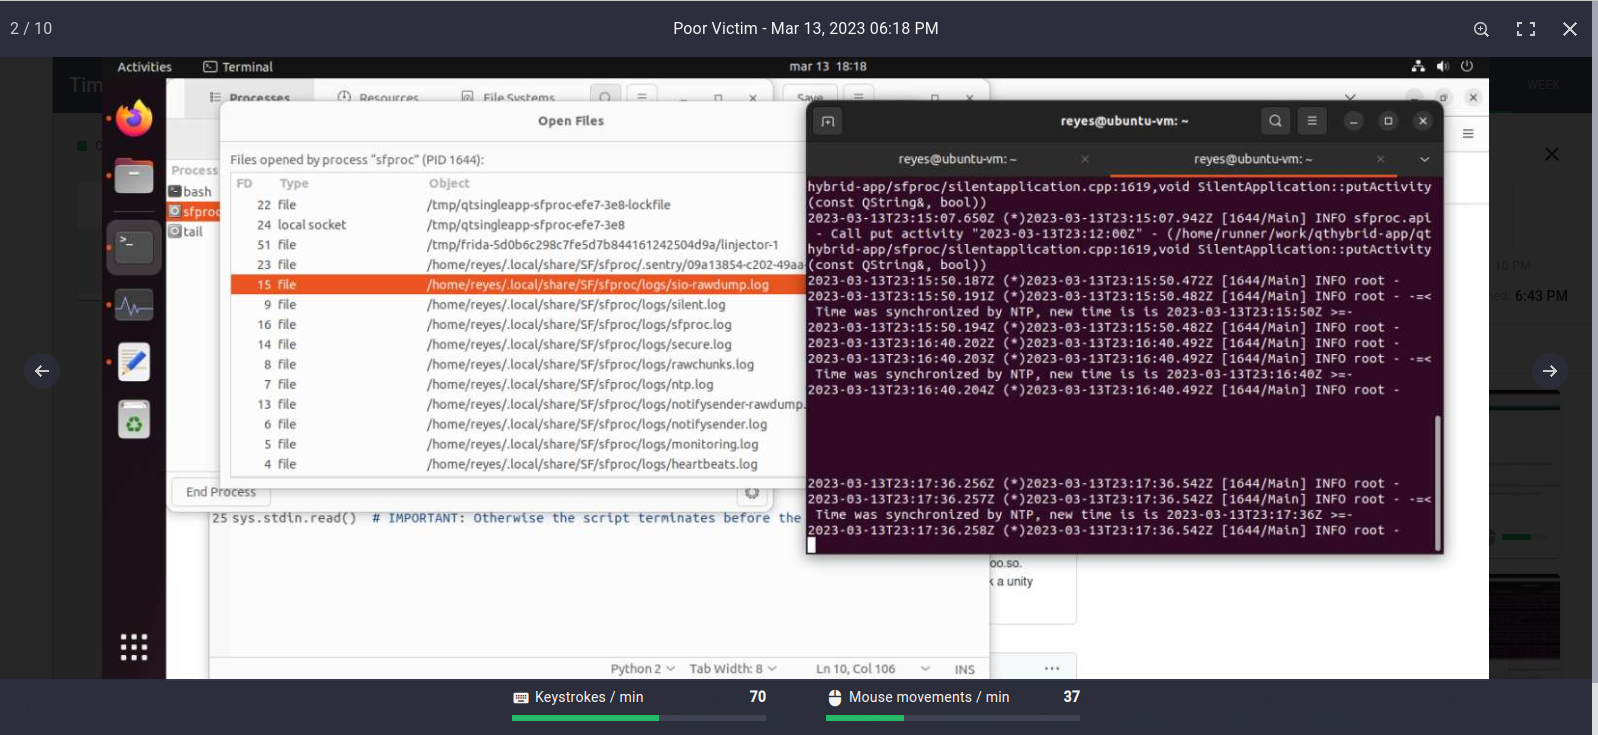 2 / 10
Poor Victim - Mar 13, 2023 06:18 PM
Activities
Terminal
mar 13 18:18
Tim
WEEK
Processes
Resources
File Systems
Save
Open Files
Files opened by process "sfproc" (PID 1644):
FD Type Object
22 file /tmp/qtsingleapp-sfproc-efe7-3e8-lockfile
24 local socket /tmp/qtsingleapp-sfproc-efe7-3e8
51 file /tmp/frida-5d0b6c298c7fe5d7b844161242504d9a/linjector-1
23 file /home/reyes/.local/share/SF/sfproc/.sentry/09a13854-c202-49aa-
15 file /home/reyes/.local/share/SF/sfproc/logs/sio-rawdump.log
9 file /home/reyes/.local/share/SF/sfproc/logs/silent.log
16 file /home/reyes/.local/share/SF/sfproc/logs/sfproc.log
14 file /home/reyes/.local/share/SF/sfproc/logs/secure.log
8 file /home/reyes/.local/share/SF/sfproc/logs/rawchunks.log
7 file /home/reyes/.local/share/SF/sfproc/logs/ntp.log
13 file /home/reyes/.local/share/SF/sfproc/logs/notifysender-rawdump.
6 file /home/reyes/.local/share/SF/sfproc/logs/notifysender.log
5 file /home/reyes/.local/share/SF/sfproc/logs/monitoring.log
4 file /home/reyes/.local/share/SF/sfproc/logs/heartbeats.log
Process
bash
sfproc
tail
End Process
25 sys.stdin.read() # IMPORTANT: Otherwise the script terminates before the
Python 2 Tab Width: 8 Ln 10, Col 106 INS
reyes@ubuntu-vm: ~
reyes@ubuntu-vm: ~ reyes@ubuntu-vm: ~
hybrid-app/sfproc/silentapplication.cpp:1619,void SilentApplication::putActivity
(const QString&, bool))
2023-03-13T23:15:07.650Z (*)2023-03-13T23:15:07.942Z [1644/Main] INFO sfproc.api
- Call put activity "2023-03-13T23:12:00Z" - (/home/runner/work/qthybrid-app/qt
hybrid-app/sfproc/silentapplication.cpp:1619,void SilentApplication::putActivity
(const QString&, bool))
2023-03-13T23:15:50.187Z (*)2023-03-13T23:15:50.472Z [1644/Main] INFO root -
2023-03-13T23:15:50.191Z (*)2023-03-13T23:15:50.482Z [1644/Main] INFO root - -=<
Time was synchronized by NTP, new time is is 2023-03-13T23:15:50Z >=-
2023-03-13T23:15:50.194Z (*)2023-03-13T23:15:50.482Z [1644/Main] INFO root -
2023-03-13T23:16:40.202Z (*)2023-03-13T23:16:40.492Z [1644/Main] INFO root -
2023-03-13T23:16:40.203Z (*)2023-03-13T23:16:40.492Z [1644/Main] INFO root - -=<
Time was synchronized by NTP, new time is is 2023-03-13T23:16:40Z >=-
2023-03-13T23:16:40.204Z (*)2023-03-13T23:16:40.492Z [1644/Main] INFO root -
2023-03-13T23:17:36.256Z (*)2023-03-13T23:17:36.542Z [1644/Main] INFO root -
2023-03-13T23:17:36.257Z (*)2023-03-13T23:17:36.542Z [1644/Main] INFO root - -=<
Time was synchronized by NTP, new time is is 2023-03-13T23:17:36Z >=-
2023-03-13T23:17:36.258Z (*)2023-03-13T23:17:36.542Z [1644/Main] INFO root -
10 PM
6:43 PM
oo.so.
k a unity
Keystrokes / min 70
Mouse movements / min 37